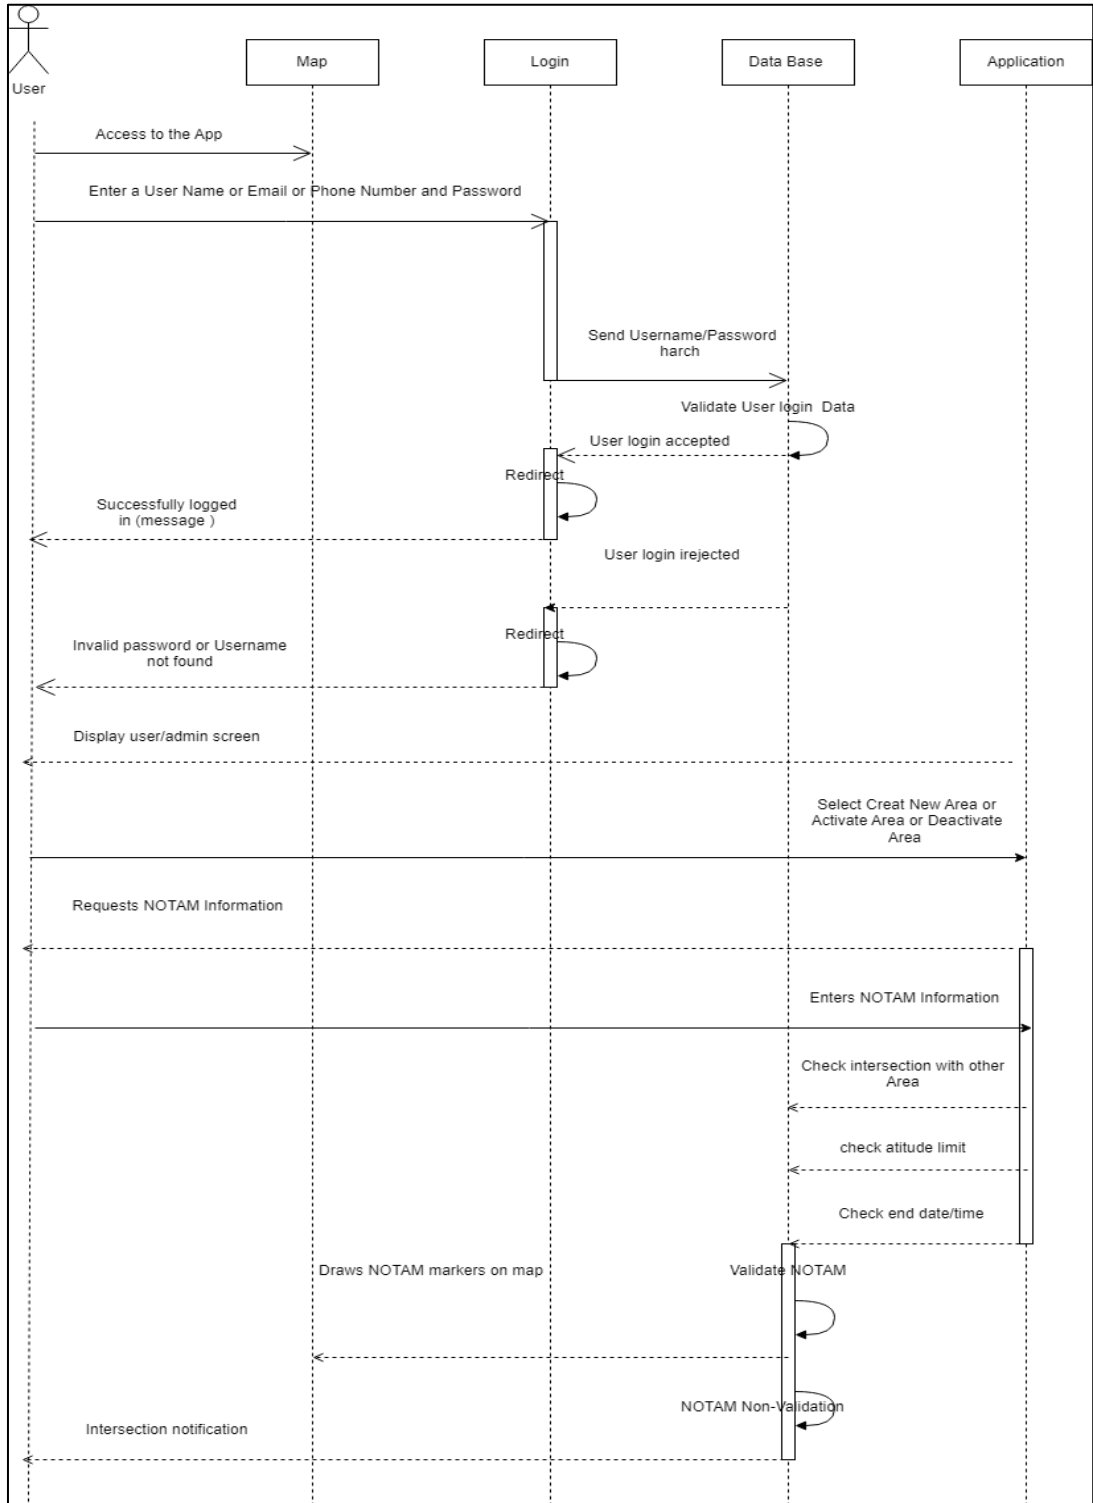 User
Map
Login
Data Base
Application
Access to the App
Enter a User Name or Email or Phone Number and Password
Send Username/Password
harch
Validate User login Data
User login accepted
Redirect
Successfully logged
in (message )
User login irejected
Redirect
Invalid password or Username
not found
Display user/admin screen
Select Creat New Area or
Activate Area or Deactivate
Area
Requests NOTAM Information
Enters NOTAM Information
Check intersection with other
Area
check atitude limit
Check end date/time
Draws NOTAM markers on map
Validate NOTAM
NOTAM Non-Validation
Intersection notification